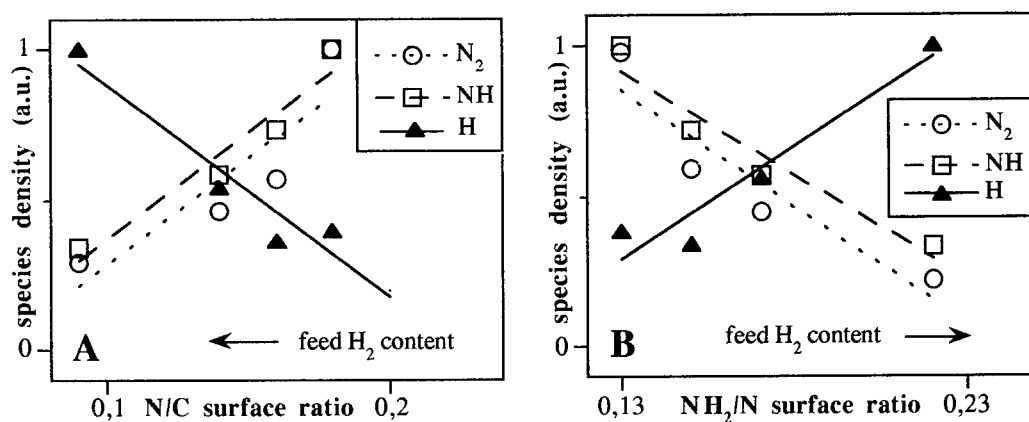 species density (a.u.)
1
0
N₂
NH
H
A
feed H₂ content
0,1 N/C surface ratio 0,2
species density (a.u.)
1
0
N₂
NH
H
B
feed H₂ content
0,13 NH₂/N surface ratio 0,23